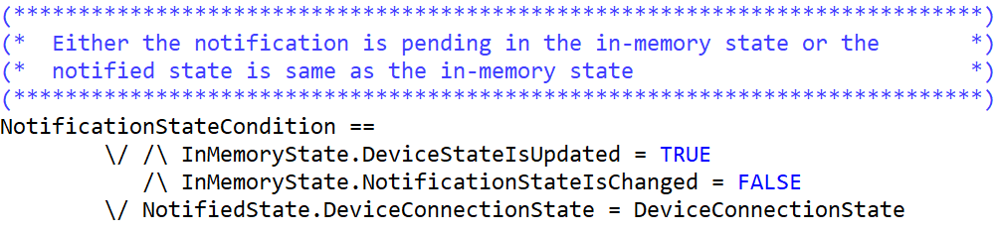 (***************************************************************************)
(*  Either the notification is pending in the in-memory state or the       *)
(*  notified state is same as the in-memory state                          *)
(***************************************************************************)
NotificationStateCondition ==
        \/ /\ InMemoryState.DeviceStateIsUpdated = TRUE
           /\ InMemoryState.NotificationStateIsChanged = FALSE
        \/ NotifiedState.DeviceConnectionState = DeviceConnectionState